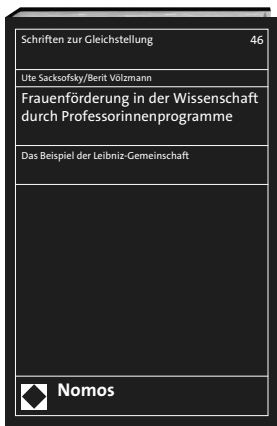 Schriften zur Gleichstellung 46
Ute Sacksofsky/Berit Völzmann
Frauenförderung in der Wissenschaft
durch Professorinnenprogramme
Das Beispiel der Leibniz-Gemeinschaft
Nomos